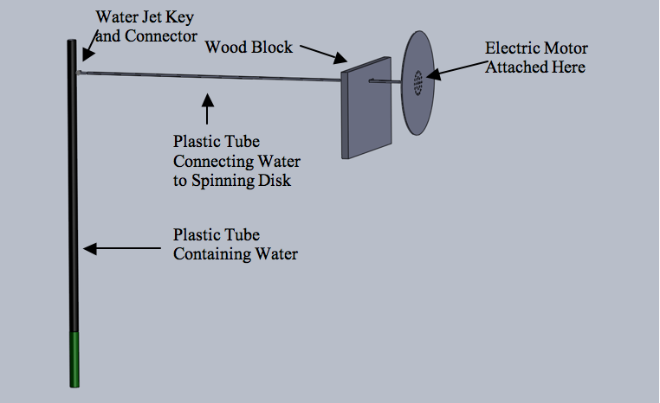 Water Jet Key
and Connector
Wood Block
Electric Motor
Attached Here
Plastic Tube
Connecting Water
to Spinning Disk
Plastic Tube
Containing Water